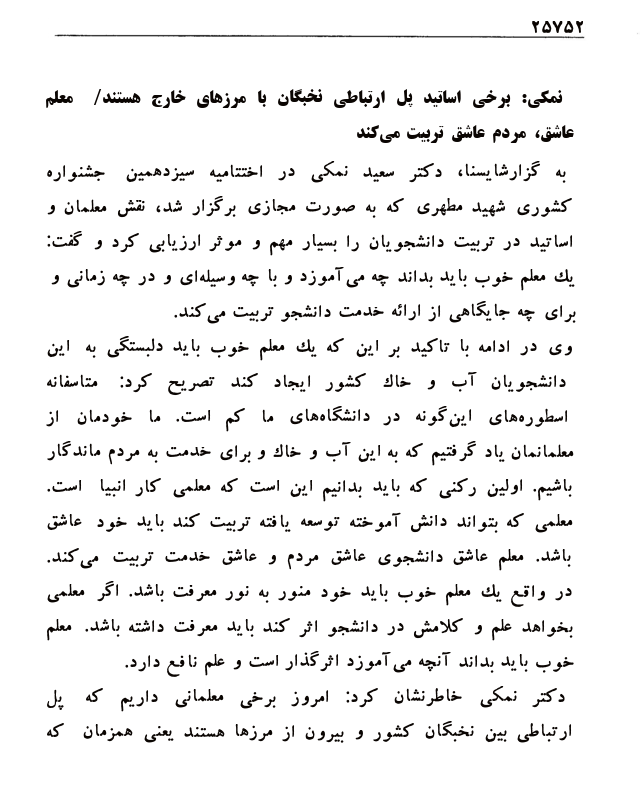 ۲۵۷۵۲
نمکی: برخی اساتید پل ارتباطی نخبگان با مرزهای خارج هستند/ معلم
عاشق، مردم عاشق تربیت می‌کند
به گزارشایسنا، دکتر سعید نمکی در اختتامیه سیزدهمین جشنواره
کشوری شهید مطهری که به صورت مجازی برگزار شد، نقش معلمان و
اساتید در تربیت دانشجویان را بسیار مهم و موثر ارزیابی کرد و گفت:
یك معلم خوب باید بداند چه می‌آموزد و با چه وسیله‌ای و در چه زمانی و
برای چه جایگاهی از ارائه خدمت دانشجو تربیت می‌کند.
وی در ادامه با تاکید بر این که یك معلم خوب باید دلبستگی به این
دانشجویان آب و خاك کشور ایجاد کند تصریح کرد: متاسفانه
اسطوره‌های این‌گونه در دانشگاه‌های ما کم است. ما خودمان از
معلمانمان یاد گرفتیم که به این آب و خاك و برای خدمت به مردم ماندگار
باشیم. اولین رکنی که باید بدانیم این است که معلمی کار انبیا است.
معلمی که بتواند دانش آموخته توسعه یافته تربیت کند باید خود عاشق
باشد. معلم عاشق دانشجوی عاشق مردم و عاشق خدمت تربیت می‌کند.
در واقع یك معلم خوب باید خود منور به نور معرفت باشد. اگر معلمی
بخواهد علم و کلامش در دانشجو اثر کند باید معرفت داشته باشد. معلم
خوب باید بداند آنچه می‌آموزد اثرگذار است و علم نافع دارد.
دکتر نمکی خاطرنشان کرد: امروز برخی معلمانی داریم که پل
ارتباطی بین نخبگان کشور و بیرون از مرزها هستند یعنی همزمان که